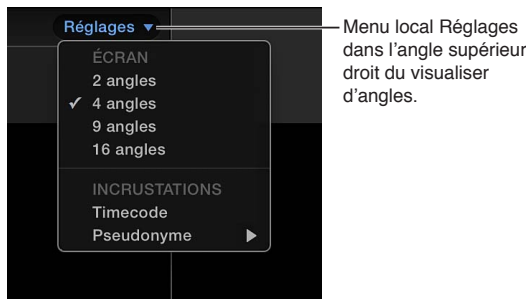 Réglages
ÉCRAN
2 angles
4 angles
9 angles
16 angles
INCRUSTATIONS
Timecode
Pseudonyme
Menu local Réglages
dans l’angle supérieur
droit du visualiser
d’angles.